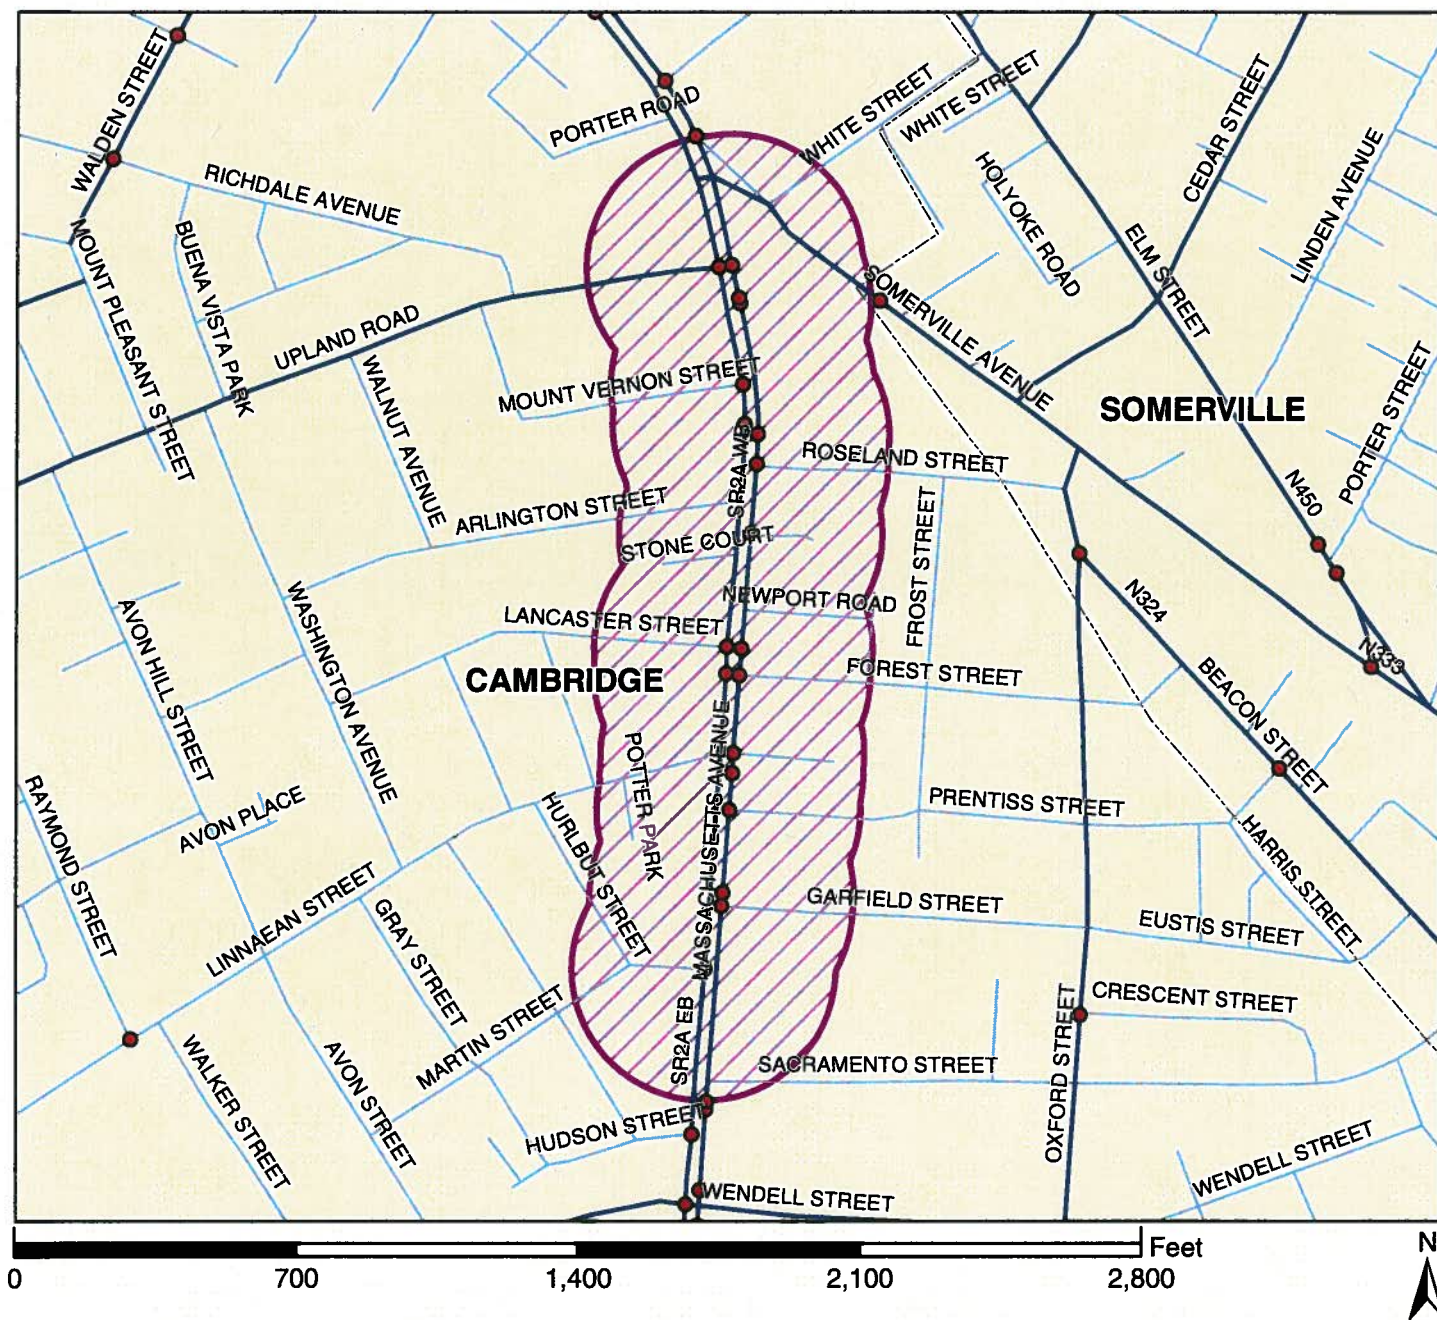 WALDEN STREET
PORTER ROAD
WHITE STREET
WHITE STREET
CEDAR STREET
LINDEN AVENUE
RICHDALE AVENUE
HOLYOKE ROAD
MOUNT PLEASANT STREET
BUENA VISTA PARK
ELM STREET
SOMERVILLE AVENUE
UPLAND ROAD
WALNUT AVENUE
MOUNT VERNON STREET
SOMERVILLE
PORTER STREET
SR2A WB
ROSELAND STREET
N450
ARLINGTON STREET
STONE COURT
FROST STREET
NEWPORT ROAD
N324
AVON HILL STREET
WASHINGTON AVENUE
LANCASTER STREET
N333
CAMBRIDGE
FOREST STREET
BEACON STREET
POTTER PARK
MASSACHUSETTS AVENUE
RAYMOND STREET
AVON PLACE
HURLBUT STREET
PRENTISS STREET
HARRIS STREET
LINNAEAN STREET
GRAY STREET
GARFIELD STREET
EUSTIS STREET
MARTIN STREET
SR2A EB
OXFORD STREET
CRESCENT STREET
WALKER STREET
AVON STREET
SACRAMENTO STREET
HUDSON STREET
WENDELL STREET
WENDELL STREET
Feet
N
0 700 1,400 2,100 2,800